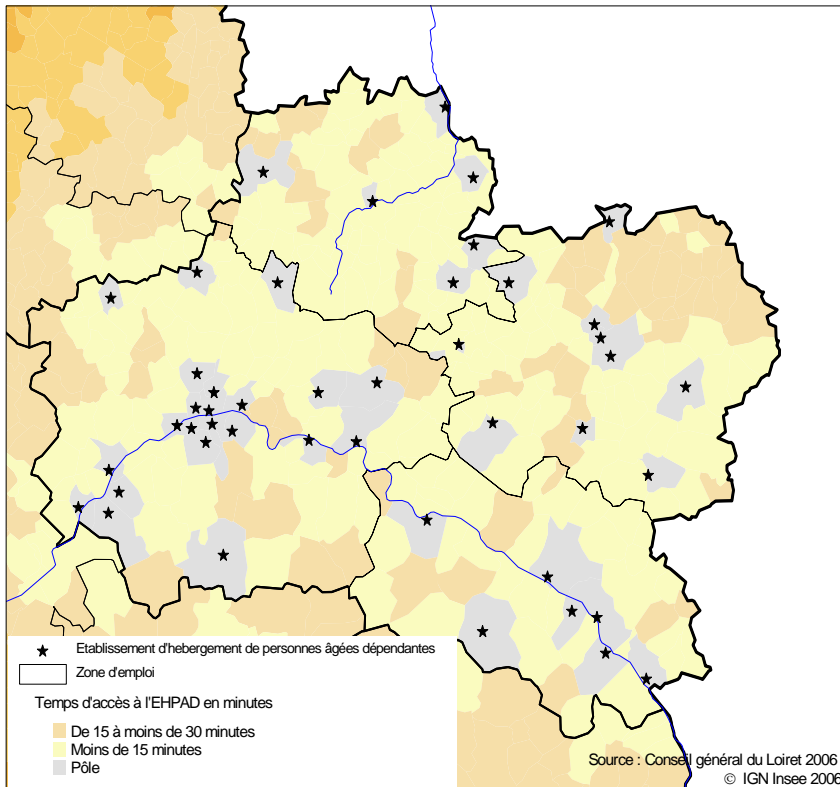 Etablissement d'hebergement de personnes âgées dépendantes
Zone d'emploi
Temps d'accès à l'EHPAD en minutes
De 15 à moins de 30 minutes
Moins de 15 minutes
Pôle
Source : Conseil général du Loiret 2006
© IGN Insee 2006